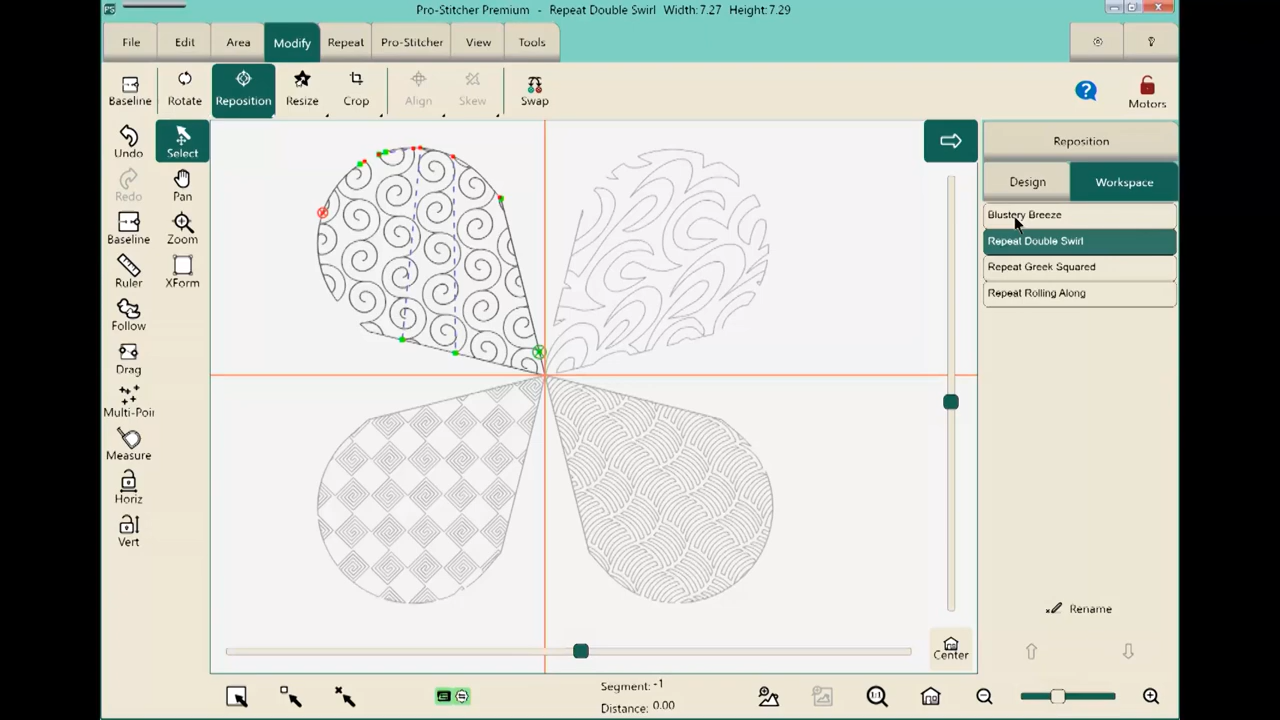 PS Pro-Stitcher Premium - Repeat Double Swirl Width:7.27 Height:7.29
File Edit Area Modify Repeat Pro-Stitcher View Tools
Baseline Rotate Reposition Resize Crop Align Skew Swap Motors
Undo Select
Redo Pan
Baseline Zoom
Ruler XForm
Follow
Drag
Multi-Poi
Measure
Horiz
Vert
Reposition
Design Workspace
Blustery Breeze
Repeat Double Swirl
Repeat Greek Squared
Repeat Rolling Along
Rename
Center
Segment: -1
Distance: 0.00
1:1